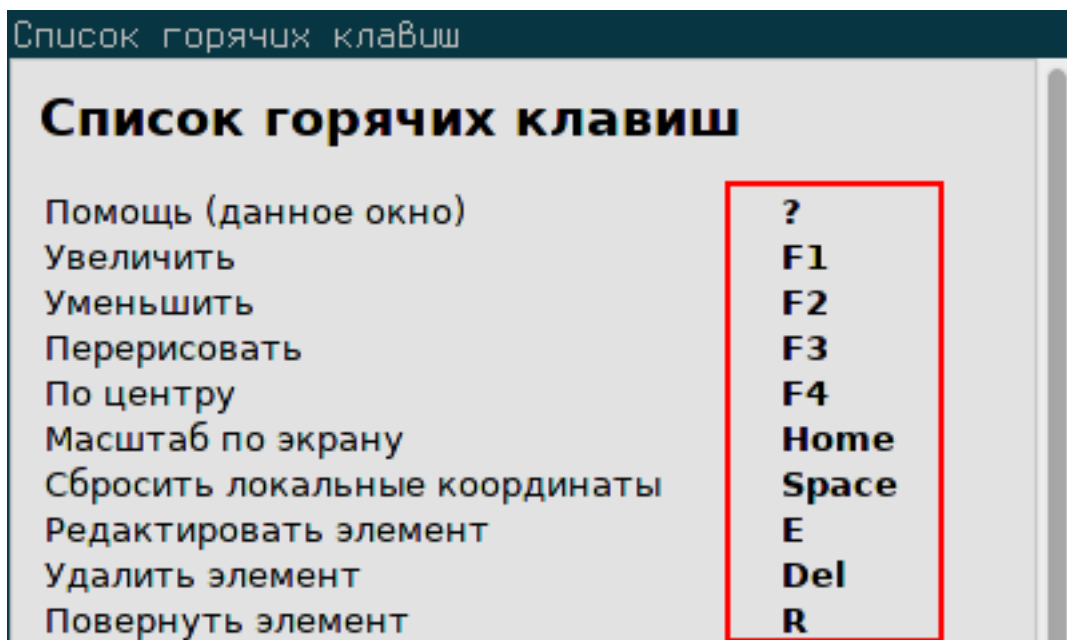 Список горячих клавиш
Список горячих клавиш
Помощь (данное окно) ?
Увеличить F1
Уменьшить F2
Перерисовать F3
По центру F4
Масштаб по экрану Home
Сбросить локальные координаты Space
Редактировать элемент E
Удалить элемент Del
Повернуть элемент R